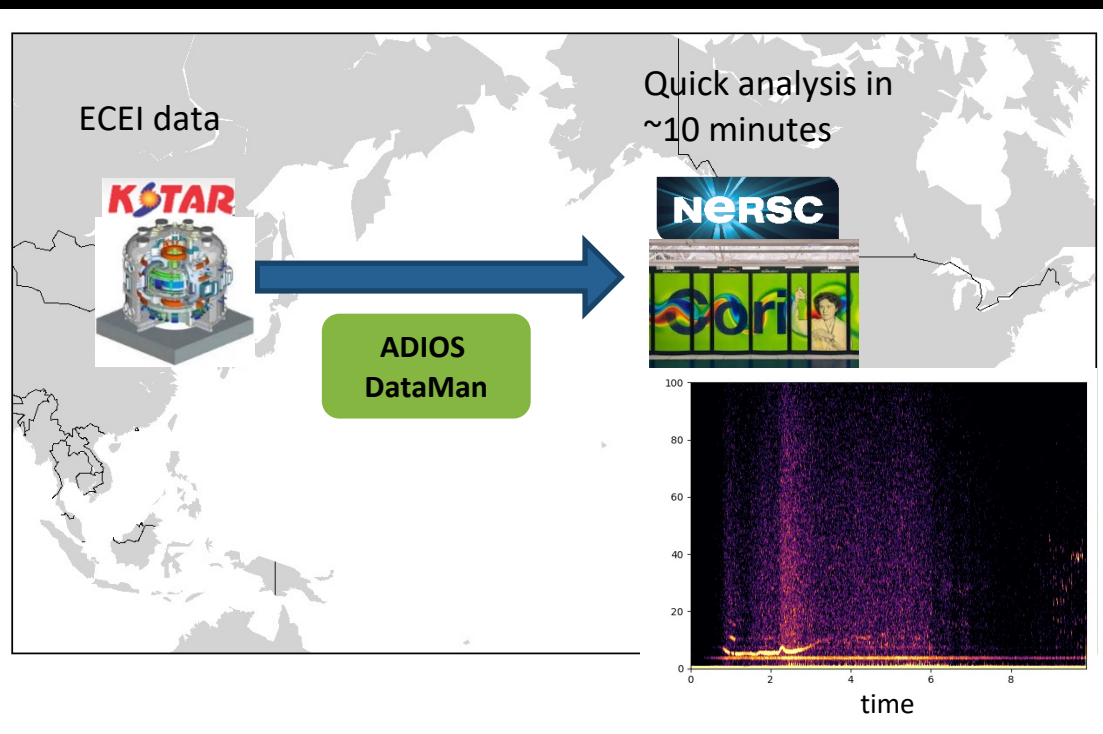 ECEI data
Quick analysis in
~10 minutes
KSTAR
NERSC
Cori
ADIOS
DataMan
100
80
60
40
20
0
0
2
4
6
8
time